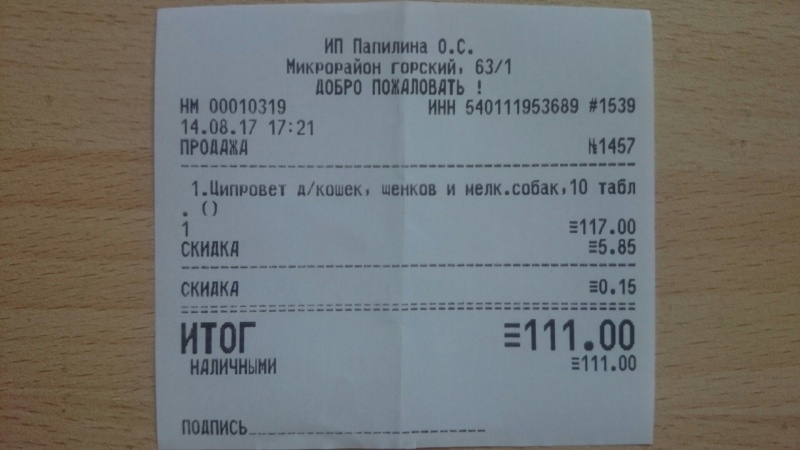 ИП Папилина О.С.
Микрорайон горский, 63/1
ДОБРО ПОЖАЛОВАТЬ !
НМ 00010319 ИНН 540111953689 #1539
14.08.17 17:21
ПРОДАЖА №1457
1.Ципровет д/кошек, щенков и мелк.собак,10 табл
. ()
1 ≡117.00
СКИДКА ≡5.85
СКИДКА ≡0.15
ИТОГ ≡111.00
НАЛИЧНЫМИ ≡111.00
ПОДПИСЬ____________________